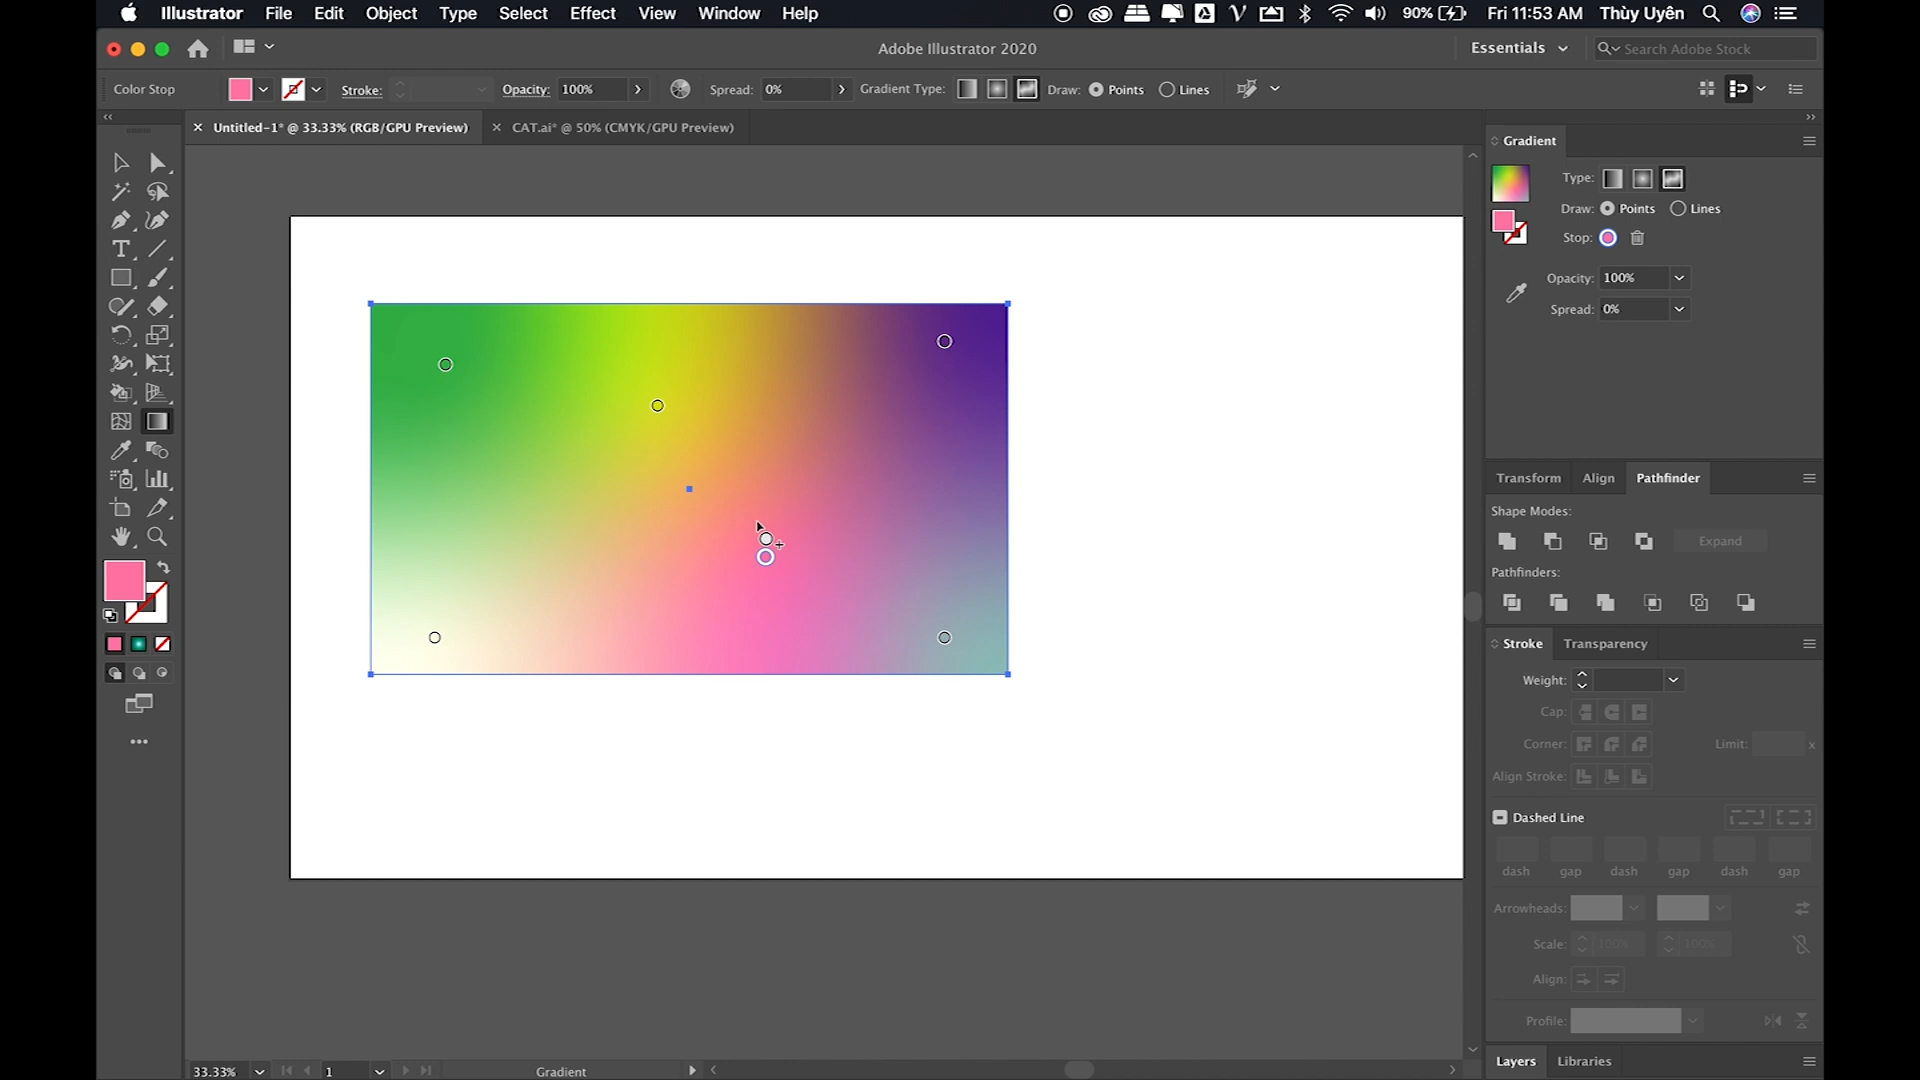 Illustrator File Edit Object Type Select Effect View Window Help 90% Fri 11:53 AM Thùy Uyên
Adobe Illustrator 2020 Essentials Search Adobe Stock
Color Stop Stroke: Opacity: 100% Spread: 0% Gradient Type: Draw: Points Lines
Untitled-1* @ 33.33% (RGB/GPU Preview) CAT.ai* @ 50% (CMYK/GPU Preview)
Gradient
Type:
Draw: Points Lines
Stop:
Opacity: 100%
Spread: 0%
Transform Align Pathfinder
Shape Modes:
Expand
Pathfinders:
Stroke Transparency
Weight:
Cap:
Corner: Limit: x
Align Stroke:
Dashed Line
dash gap dash gap dash gap
Arrowheads:
Scale: 100% 100%
Align:
Profile:
Layers Libraries
33.33% 1 Gradient